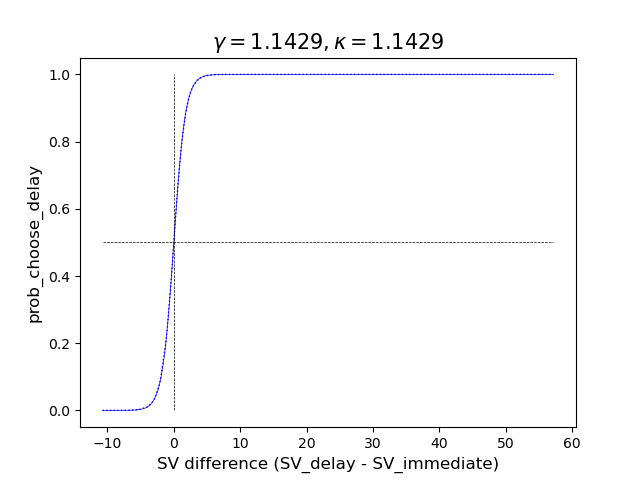 γ = 1.1429, κ = 1.1429
1.0
0.8
0.6
0.4
0.2
0.0
prob_choose_delay
−10 0 10 20 30 40 50 60
SV difference (SV_delay - SV_immediate)